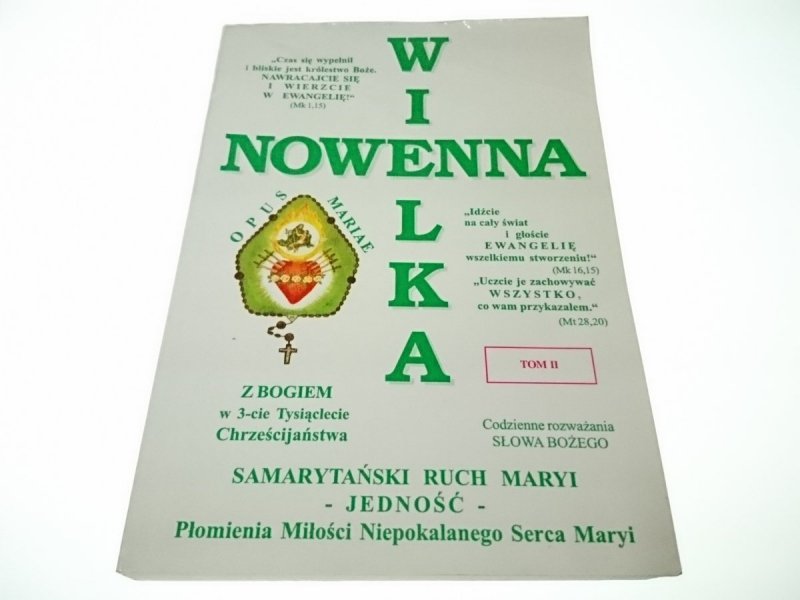 „Czas się wypełnił
i bliskie jest królestwo Boże.
NAWRACAJCIE SIĘ
I WIERZCIE
W EWANGELIĘ!“
(Mk 1,15)
WIELKA
NOWENNA
OPUS MARIAE
„Idźcie
na cały świat
i głoście
EWANGELIĘ
wszelkiemu stworzeniu!“
(Mk 16,15)
„Uczcie je zachowywać
WSZYSTKO,
co wam przykazałem.“
(Mt 28,20)
TOM II
Z BOGIEM
w 3-cie Tysiąclecie
Chrześcijaństwa
Codzienne rozważania
SŁOWA BOŻEGO
SAMARYTAŃSKI RUCH MARYI
- JEDNOŚĆ -
Płomienia Miłości Niepokalanego Serca Maryi